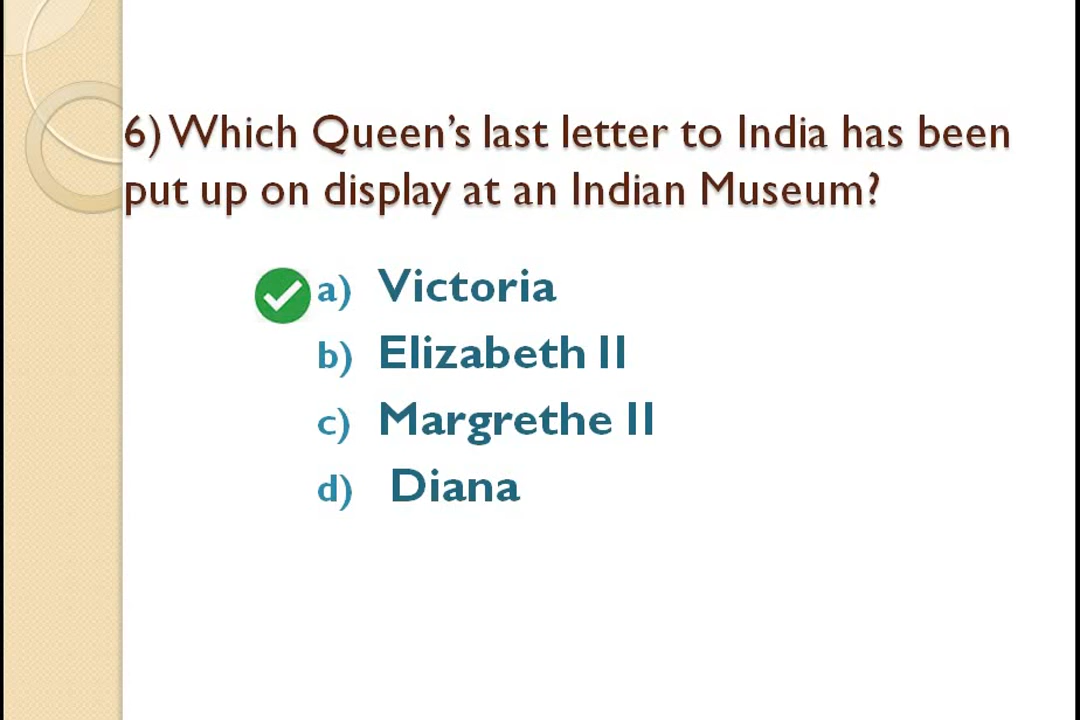 6) Which Queen's last letter to India has been
put up on display at an Indian Museum?
a) Victoria
b) Elizabeth II
c) Margrethe II
d) Diana